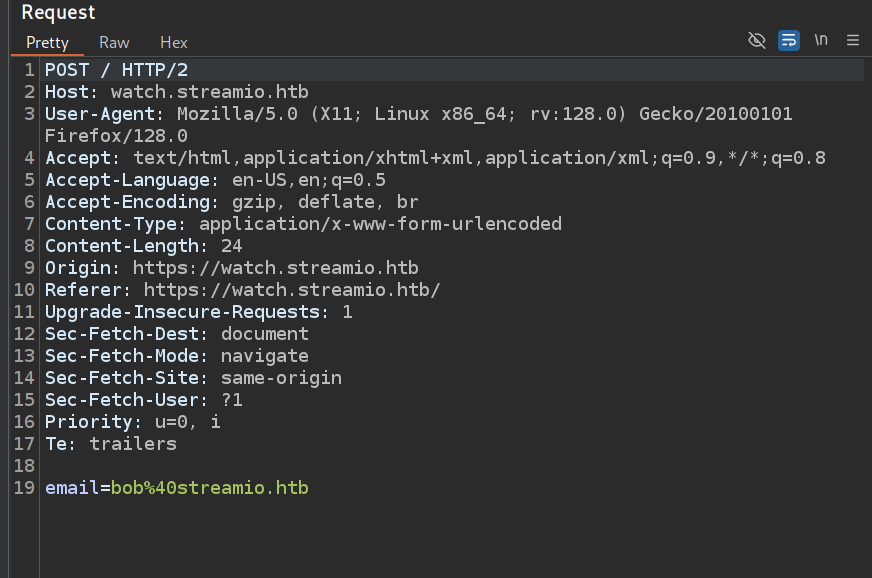 Request
Pretty Raw Hex \n
1 POST / HTTP/2
2 Host: watch.streamio.htb
3 User-Agent: Mozilla/5.0 (X11; Linux x86_64; rv:128.0) Gecko/20100101
Firefox/128.0
4 Accept: text/html,application/xhtml+xml,application/xml;q=0.9,*/*;q=0.8
5 Accept-Language: en-US,en;q=0.5
6 Accept-Encoding: gzip, deflate, br
7 Content-Type: application/x-www-form-urlencoded
8 Content-Length: 24
9 Origin: https://watch.streamio.htb
10 Referer: https://watch.streamio.htb/
11 Upgrade-Insecure-Requests: 1
12 Sec-Fetch-Dest: document
13 Sec-Fetch-Mode: navigate
14 Sec-Fetch-Site: same-origin
15 Sec-Fetch-User: ?1
16 Priority: u=0, i
17 Te: trailers
18
19 email=bob%40streamio.htb